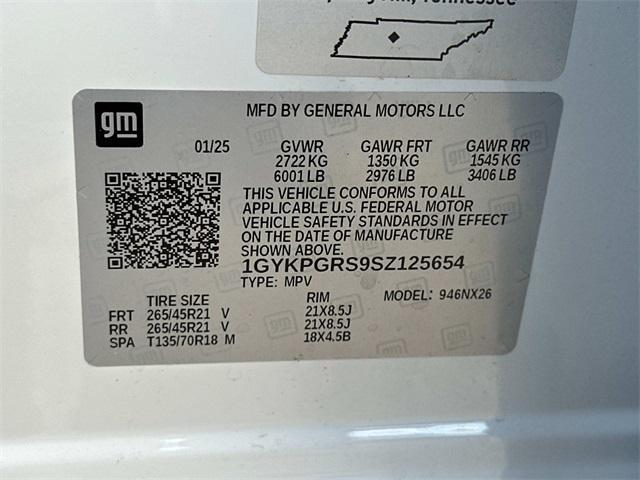 Tennessee
gm
MFD BY GENERAL MOTORS LLC
01/25 GVWR GAWR FRT GAWR RR
2722 KG 1350 KG 1545 KG
6001 LB 2976 LB 3406 LB
THIS VEHICLE CONFORMS TO ALL
APPLICABLE U.S. FEDERAL MOTOR
VEHICLE SAFETY STANDARDS IN EFFECT
ON THE DATE OF MANUFACTURE
SHOWN ABOVE.
1GYKPGRS9SZ125654
TYPE: MPV MODEL: 946NX26
TIRE SIZE RIM
FRT 265/45R21 V 21X8.5J
RR 265/45R21 V 21X8.5J
SPA T135/70R18 M 18X4.5B